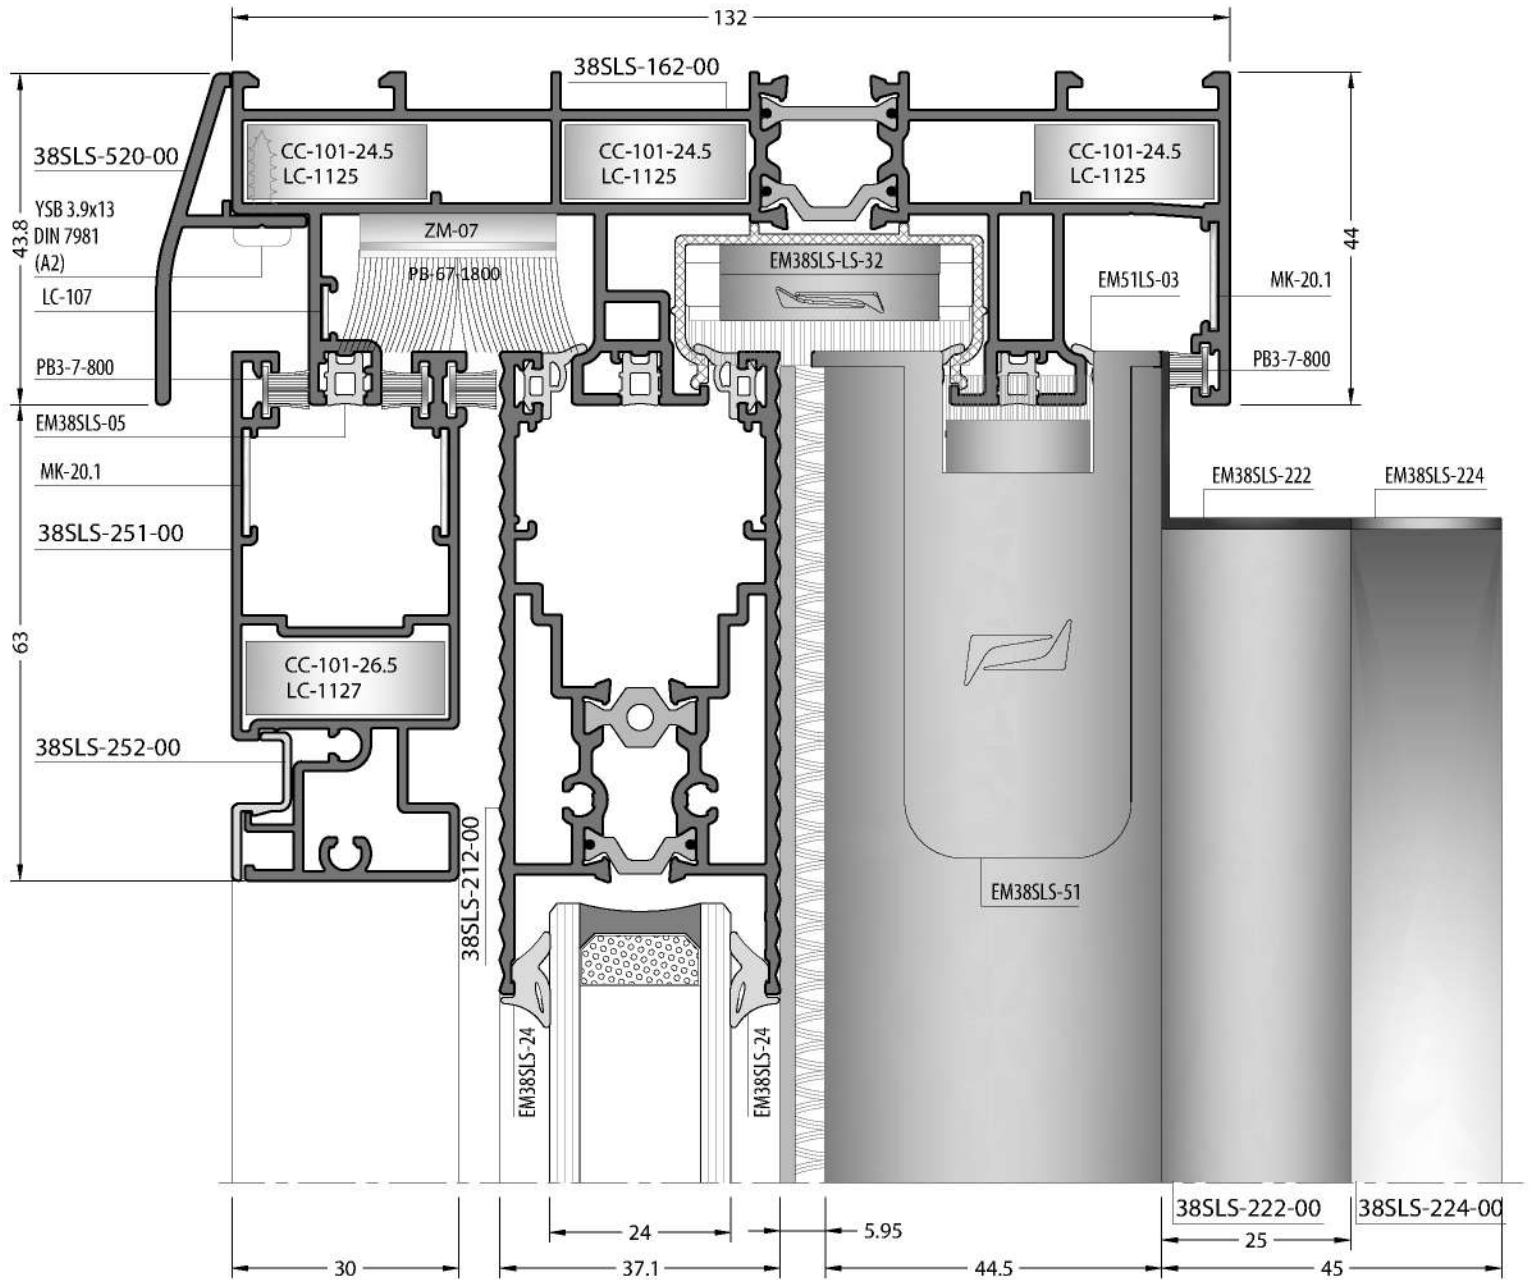 132
38SLS-162-00
38SLS-520-00
CC-101-24.5
LC-1125
CC-101-24.5
LC-1125
CC-101-24.5
LC-1125
YSB 3.9x13
DIN 7981
(A2)
43.8
44
ZM-07
PB-67-1800
EM38SLS-LS-32
EM51LS-03
MK-20.1
LC-107
PB3-7-800
PB3-7-800
EM38SLS-05
MK-20.1
EM38SLS-222
EM38SLS-224
38SLS-251-00
63
CC-101-26.5
LC-1127
38SLS-252-00
38SLS-212-00
EM38SLS-51
EM38SLS-24
EM38SLS-24
38SLS-222-00
38SLS-224-00
24
5.95
25
30
37.1
44.5
45